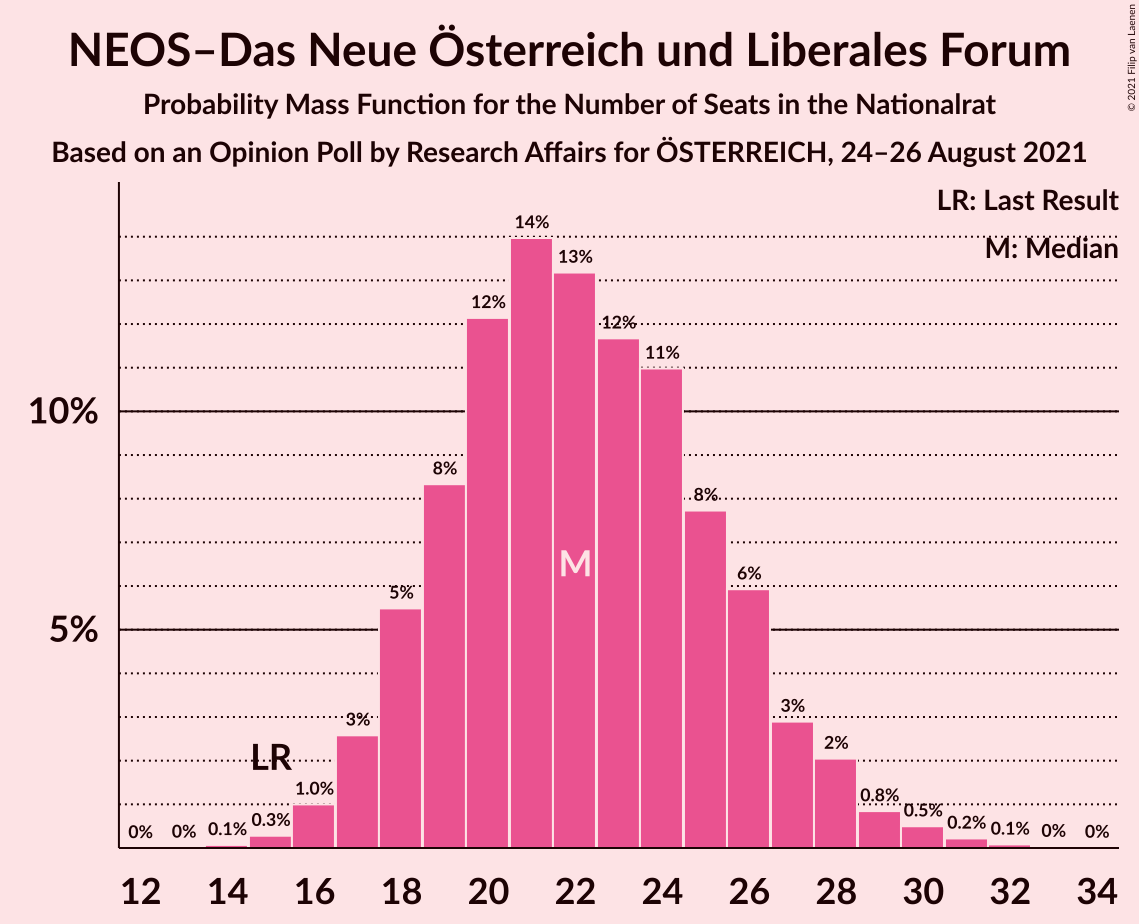 NEOS–Das Neue Österreich und Liberales Forum
Probability Mass Function for the Number of Seats in the Nationalrat
Based on an Opinion Poll by Research Affairs for ÖSTERREICH, 24–26 August 2021
© 2021 Filip van Laenen
LR: Last Result
M: Median
10%
5%
0%
0%
0.1%
0.3%
LR
1.0%
3%
5%
8%
12%
14%
13%
M
12%
11%
8%
6%
3%
2%
0.8%
0.5%
0.2%
0.1%
0%
0%
12 14 16 18 20 22 24 26 28 30 32 34